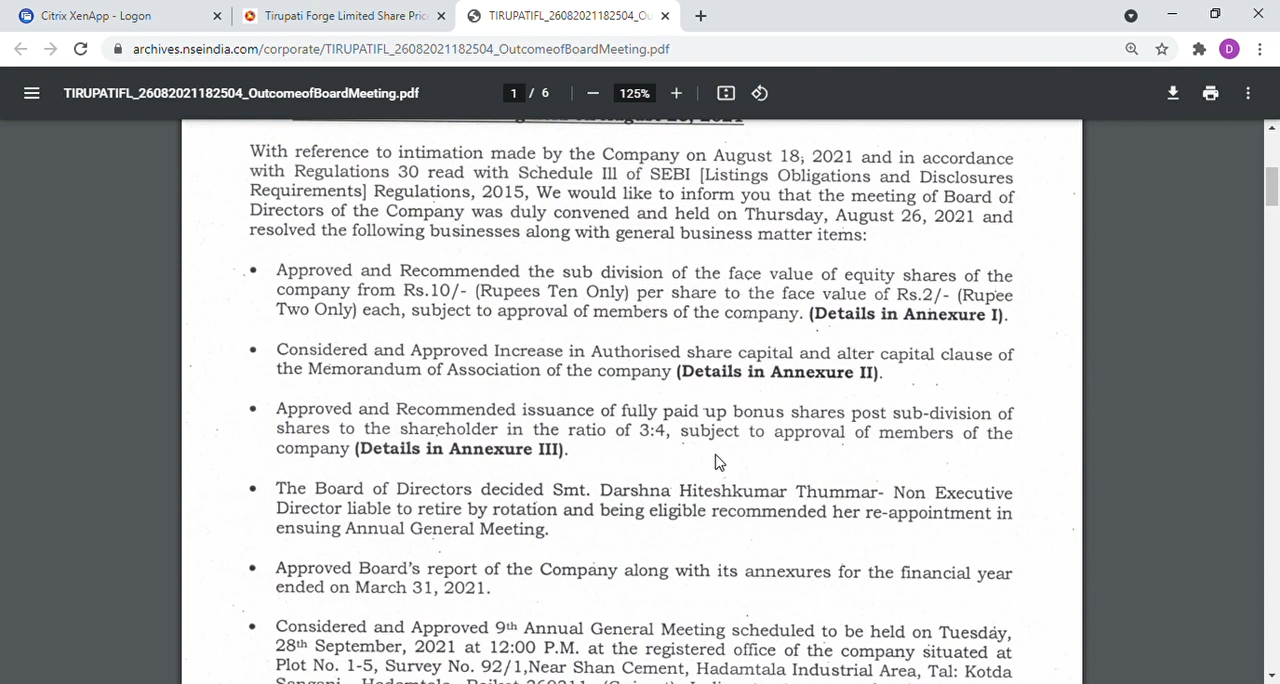 Citrix XenApp - Logon
Tirupati Forge Limited Share Pric
TIRUPATIFL_26082021182504_Ou
archives.nseindia.com/corporate/TIRUPATIFL_26082021182504_OutcomeofBoardMeeting.pdf
D
TIRUPATIFL_26082021182504_OutcomeofBoardMeeting.pdf
1 / 6
125%
With reference to intimation made by the Company on August 18, 2021 and in accordance
with Regulations 30 read with Schedule III of SEBI [Listings Obligations and Disclosures
Requirements] Regulations, 2015, We would like to inform you that the meeting of Board of
Directors of the Company was duly convened and held on Thursday, August 26, 2021 and
resolved the following businesses along with general business matter items:
• Approved and Recommended the sub division of the face value of equity shares of the
company from Rs.10/- (Rupees Ten Only) per share to the face value of Rs.2/- (Rupee
Two Only) each, subject to approval of members of the company. (Details in Annexure I).
• Considered and Approved Increase in Authorised share capital and alter capital clause of
the Memorandum of Association of the company (Details in Annexure II).
• Approved and Recommended issuance of fully paid up bonus shares post sub-division of
shares to the shareholder in the ratio of 3:4, subject to approval of members of the
company (Details in Annexure III).
• The Board of Directors decided Smt. Darshna Hiteshkumar Thummar- Non Executive
Director liable to retire by rotation and being eligible recommended her re-appointment in
ensuing Annual General Meeting.
• Approved Board's report of the Company along with its annexures for the financial year
ended on March 31, 2021.
• Considered and Approved 9th Annual General Meeting scheduled to be held on Tuesday,
28th September, 2021 at 12:00 P.M. at the registered office of the company situated at
Plot No. 1-5, Survey No. 92/1,Near Shan Cement, Hadamtala Industrial Area, Tal: Kotda